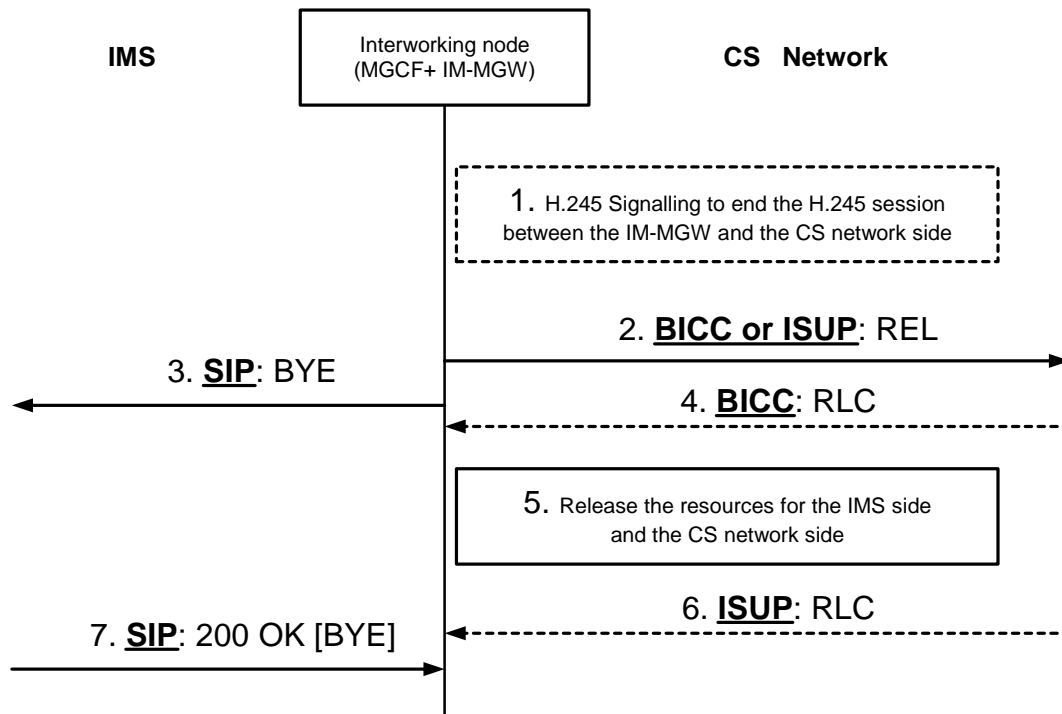 IMS
Interworking node
(MGCF+ IM-MGW)
CS Network
1. H.245 Signalling to end the H.245 session
between the IM-MGW and the CS network side
2. BICC or ISUP: REL
3. SIP: BYE
4. BICC: RLC
5. Release the resources for the IMS side
and the CS network side
6. ISUP: RLC
7. SIP: 200 OK [BYE]